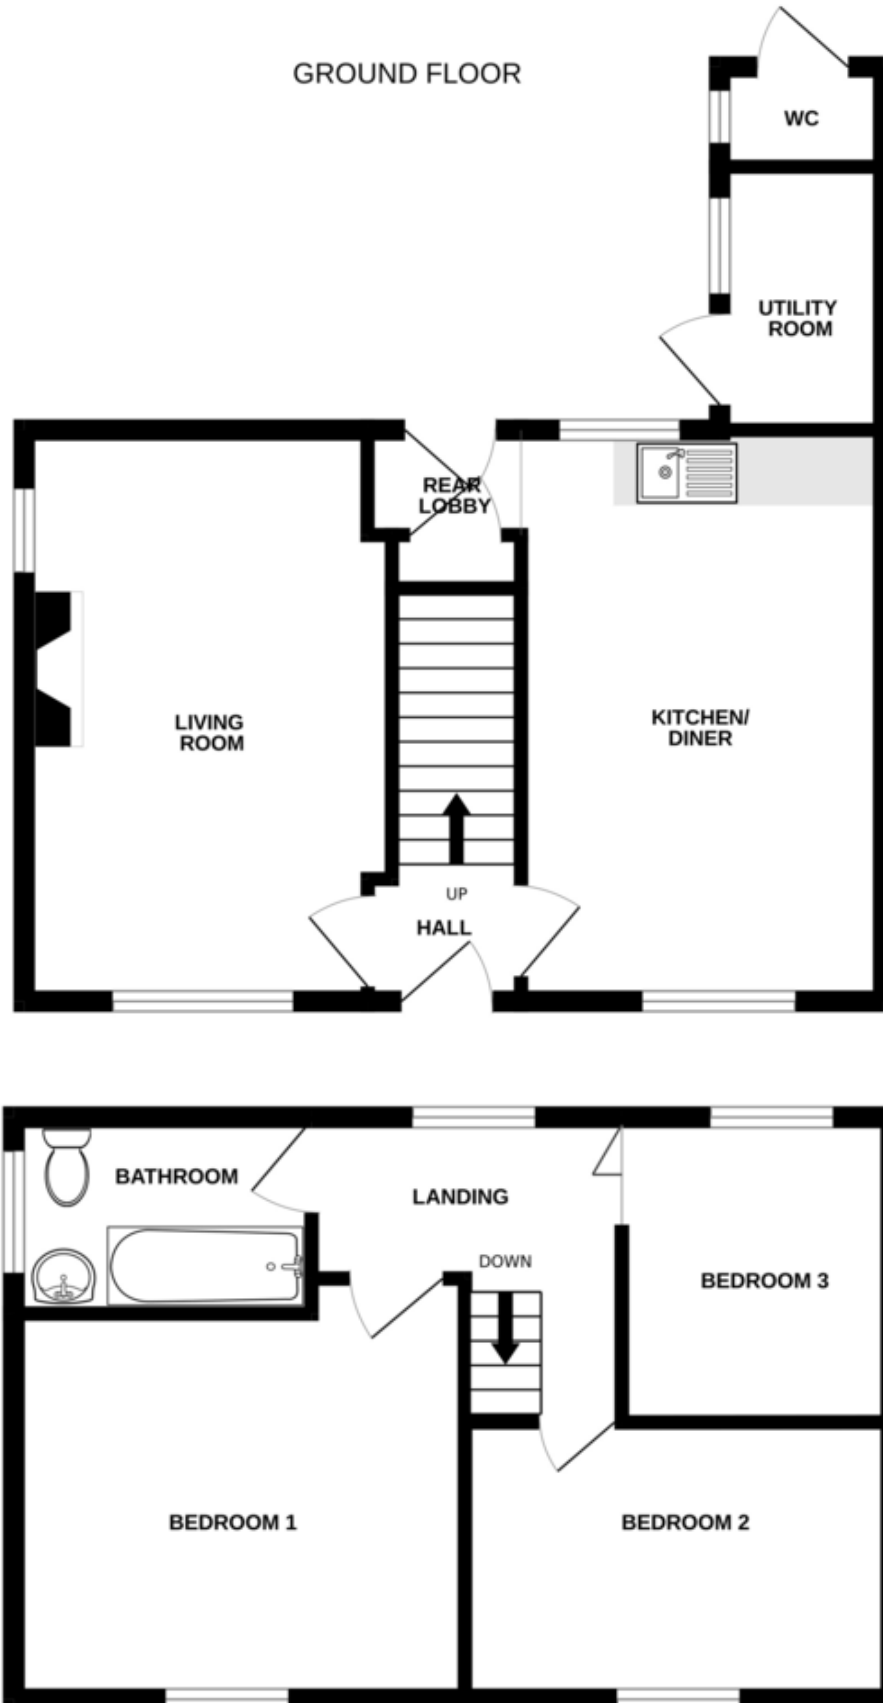 GROUND FLOOR
WC
UTILITY
ROOM
REAR
LOBBY
LIVING
ROOM
KITCHEN/
DINER
UP
HALL
BATHROOM
LANDING
DOWN
BEDROOM 3
BEDROOM 1
BEDROOM 2